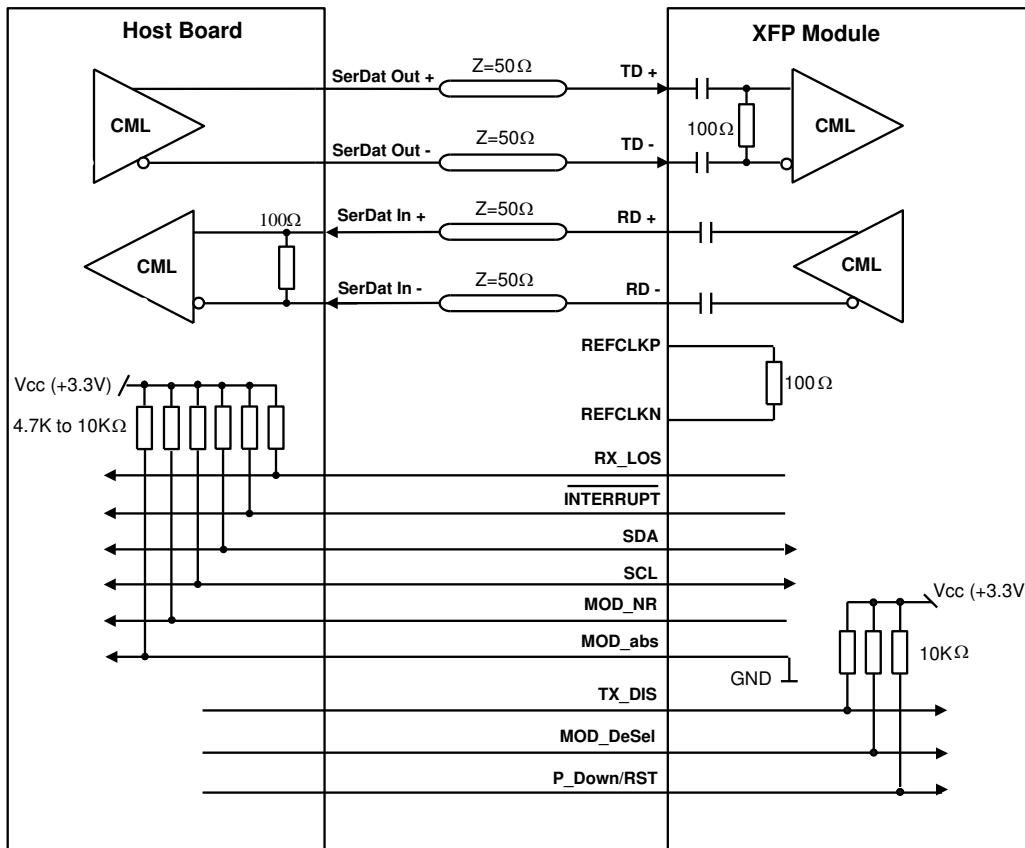 Host Board
XFP Module
SerDat Out +
Z=50Ω
TD +
CML
100Ω
CML
SerDat Out -
Z=50Ω
TD -
100Ω
SerDat In +
Z=50Ω
RD +
CML
CML
SerDat In -
Z=50Ω
RD -
REFCLKP
100Ω
REFCLKN
Vcc (+3.3V)
4.7K to 10KΩ
RX_LOS
INTERRUPT
SDA
SCL
Vcc (+3.3V
MOD_NR
MOD_abs
10KΩ
GND
TX_DIS
MOD_DeSel
P_Down/RST